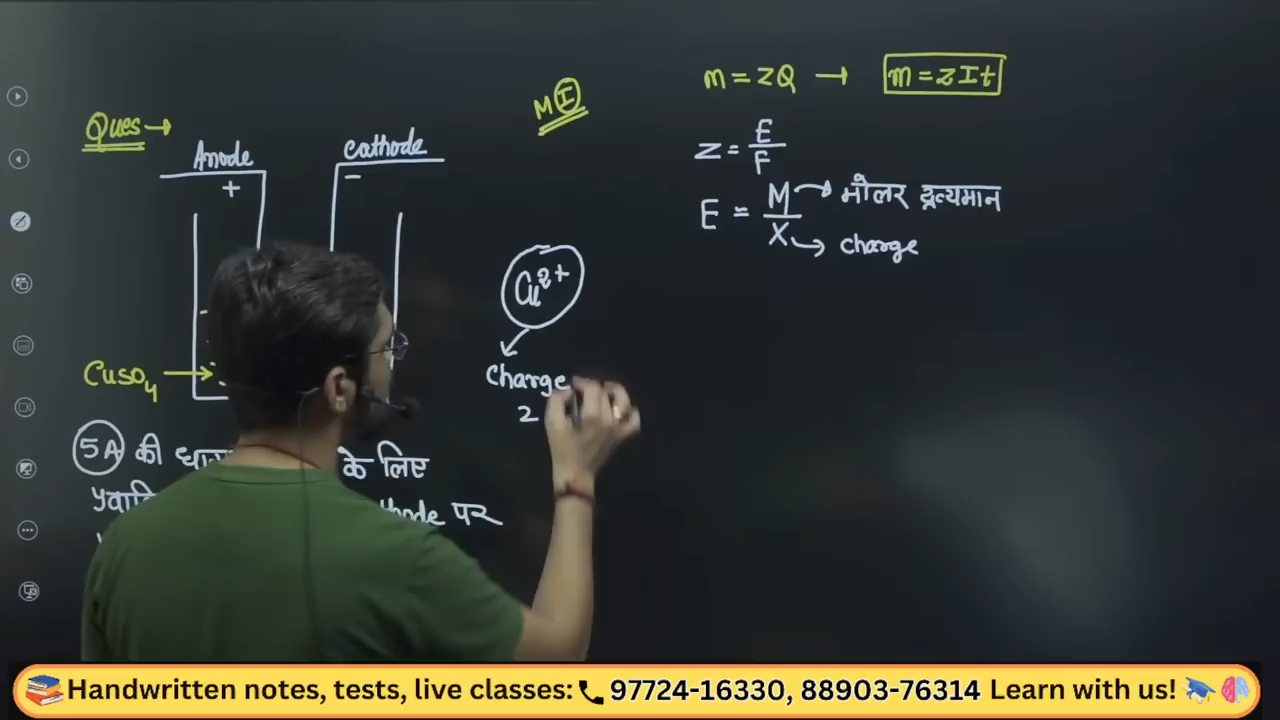 Ques →
Anode
+
Cathode
−
CuSO4 →
5A की
के लिए
पर
M I
Cu2+
Charge
2
m = ZQ → m = ZIt
Z = E/F
E = M/X
→ मोलर द्रव्यमान
→ charge
Handwritten notes, tests, live classes: 97724-16330, 88903-76314 Learn with us!